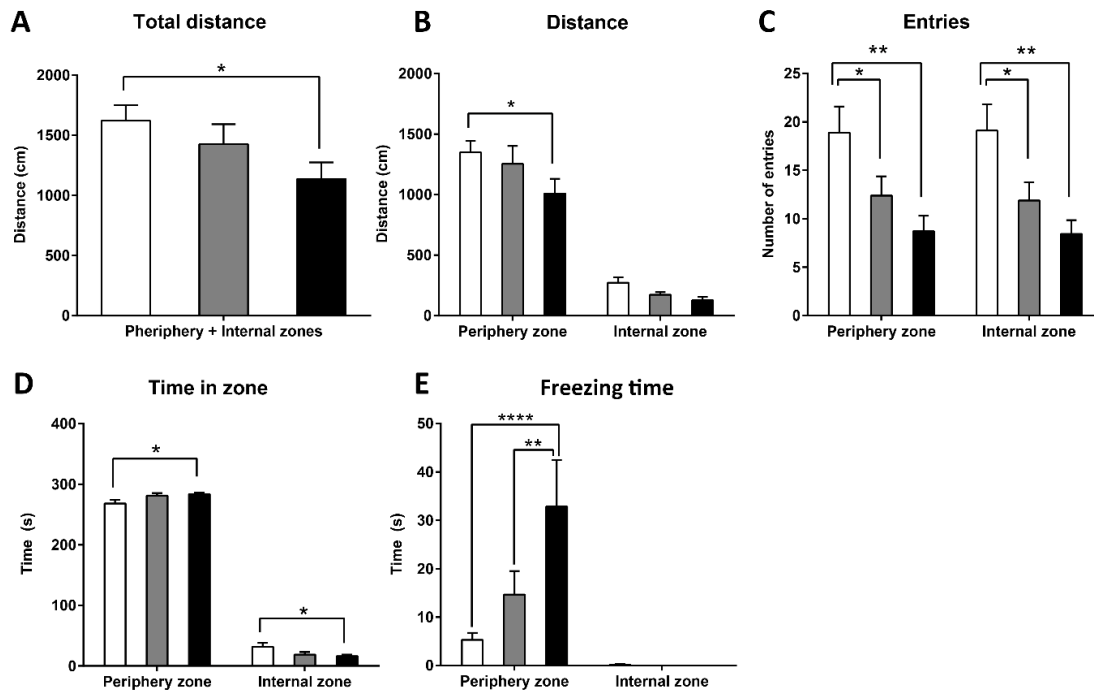 A
Total distance
*
2000
1500
1000
500
0
Distance (cm)
Pheriphery + Internal zones
B
Distance
*
2000
1500
1000
500
0
Distance (cm)
Periphery zone
Internal zone
C
Entries
**
*
**
*
25
20
15
10
5
0
Number of entries
Periphery zone
Internal zone
D
Time in zone
*
*
400
300
200
100
0
Time (s)
Periphery zone
Internal zone
E
Freezing time
****
**
50
40
30
20
10
0
Time (s)
Periphery zone
Internal zone